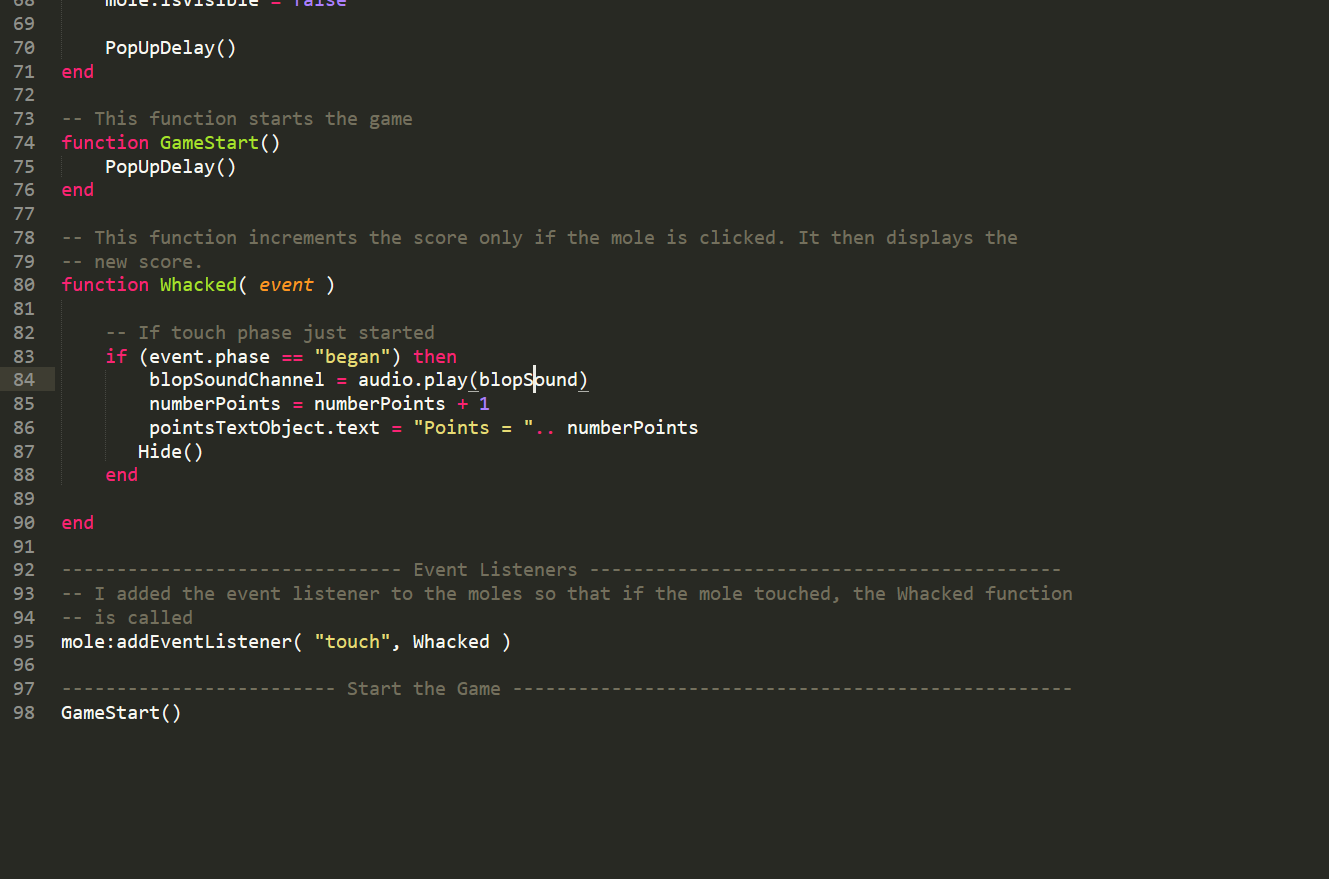 68 mole.isVisible = false
69
70 PopUpDelay()
71 end
72
73 -- This function starts the game
74 function GameStart()
75 PopUpDelay()
76 end
77
78 -- This function increments the score only if the mole is clicked. It then displays the
79 -- new score.
80 function Whacked( event )
81
82 -- If touch phase just started
83 if (event.phase == "began") then
84 blopSoundChannel = audio.play(blopSound)
85 numberPoints = numberPoints + 1
86 pointsTextObject.text = "Points = ".. numberPoints
87 Hide()
88 end
89
90 end
91
92 ------------------------------- Event Listeners -------------------------------------------
93 -- I added the event listener to the moles so that if the mole touched, the Whacked function
94 -- is called
95 mole:addEventListener( "touch", Whacked )
96
97 ------------------------- Start the Game ---------------------------------------------------
98 GameStart()